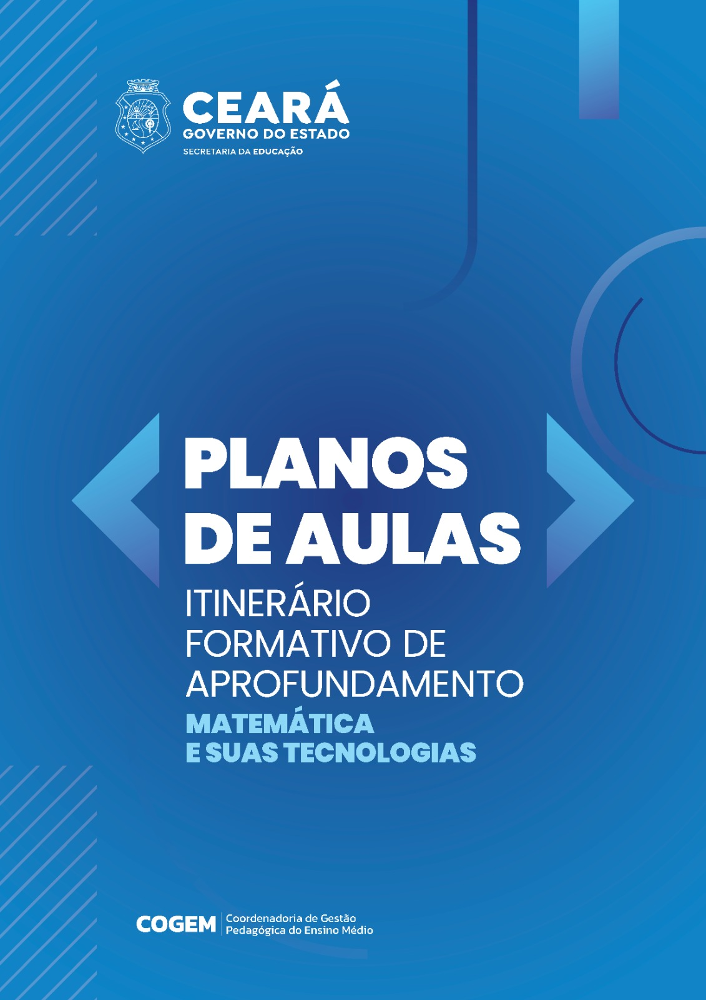 CEARÁ
GOVERNO DO ESTADO
SECRETARIA DA EDUCAÇÃO
PLANOS
DE AULAS
ITINERÁRIO
FORMATIVO DE
APROFUNDAMENTO
MATEMÁTICA
E SUAS TECNOLOGIAS
COGEM
Coordenadoria de Gestão
Pedagógica do Ensino Médio